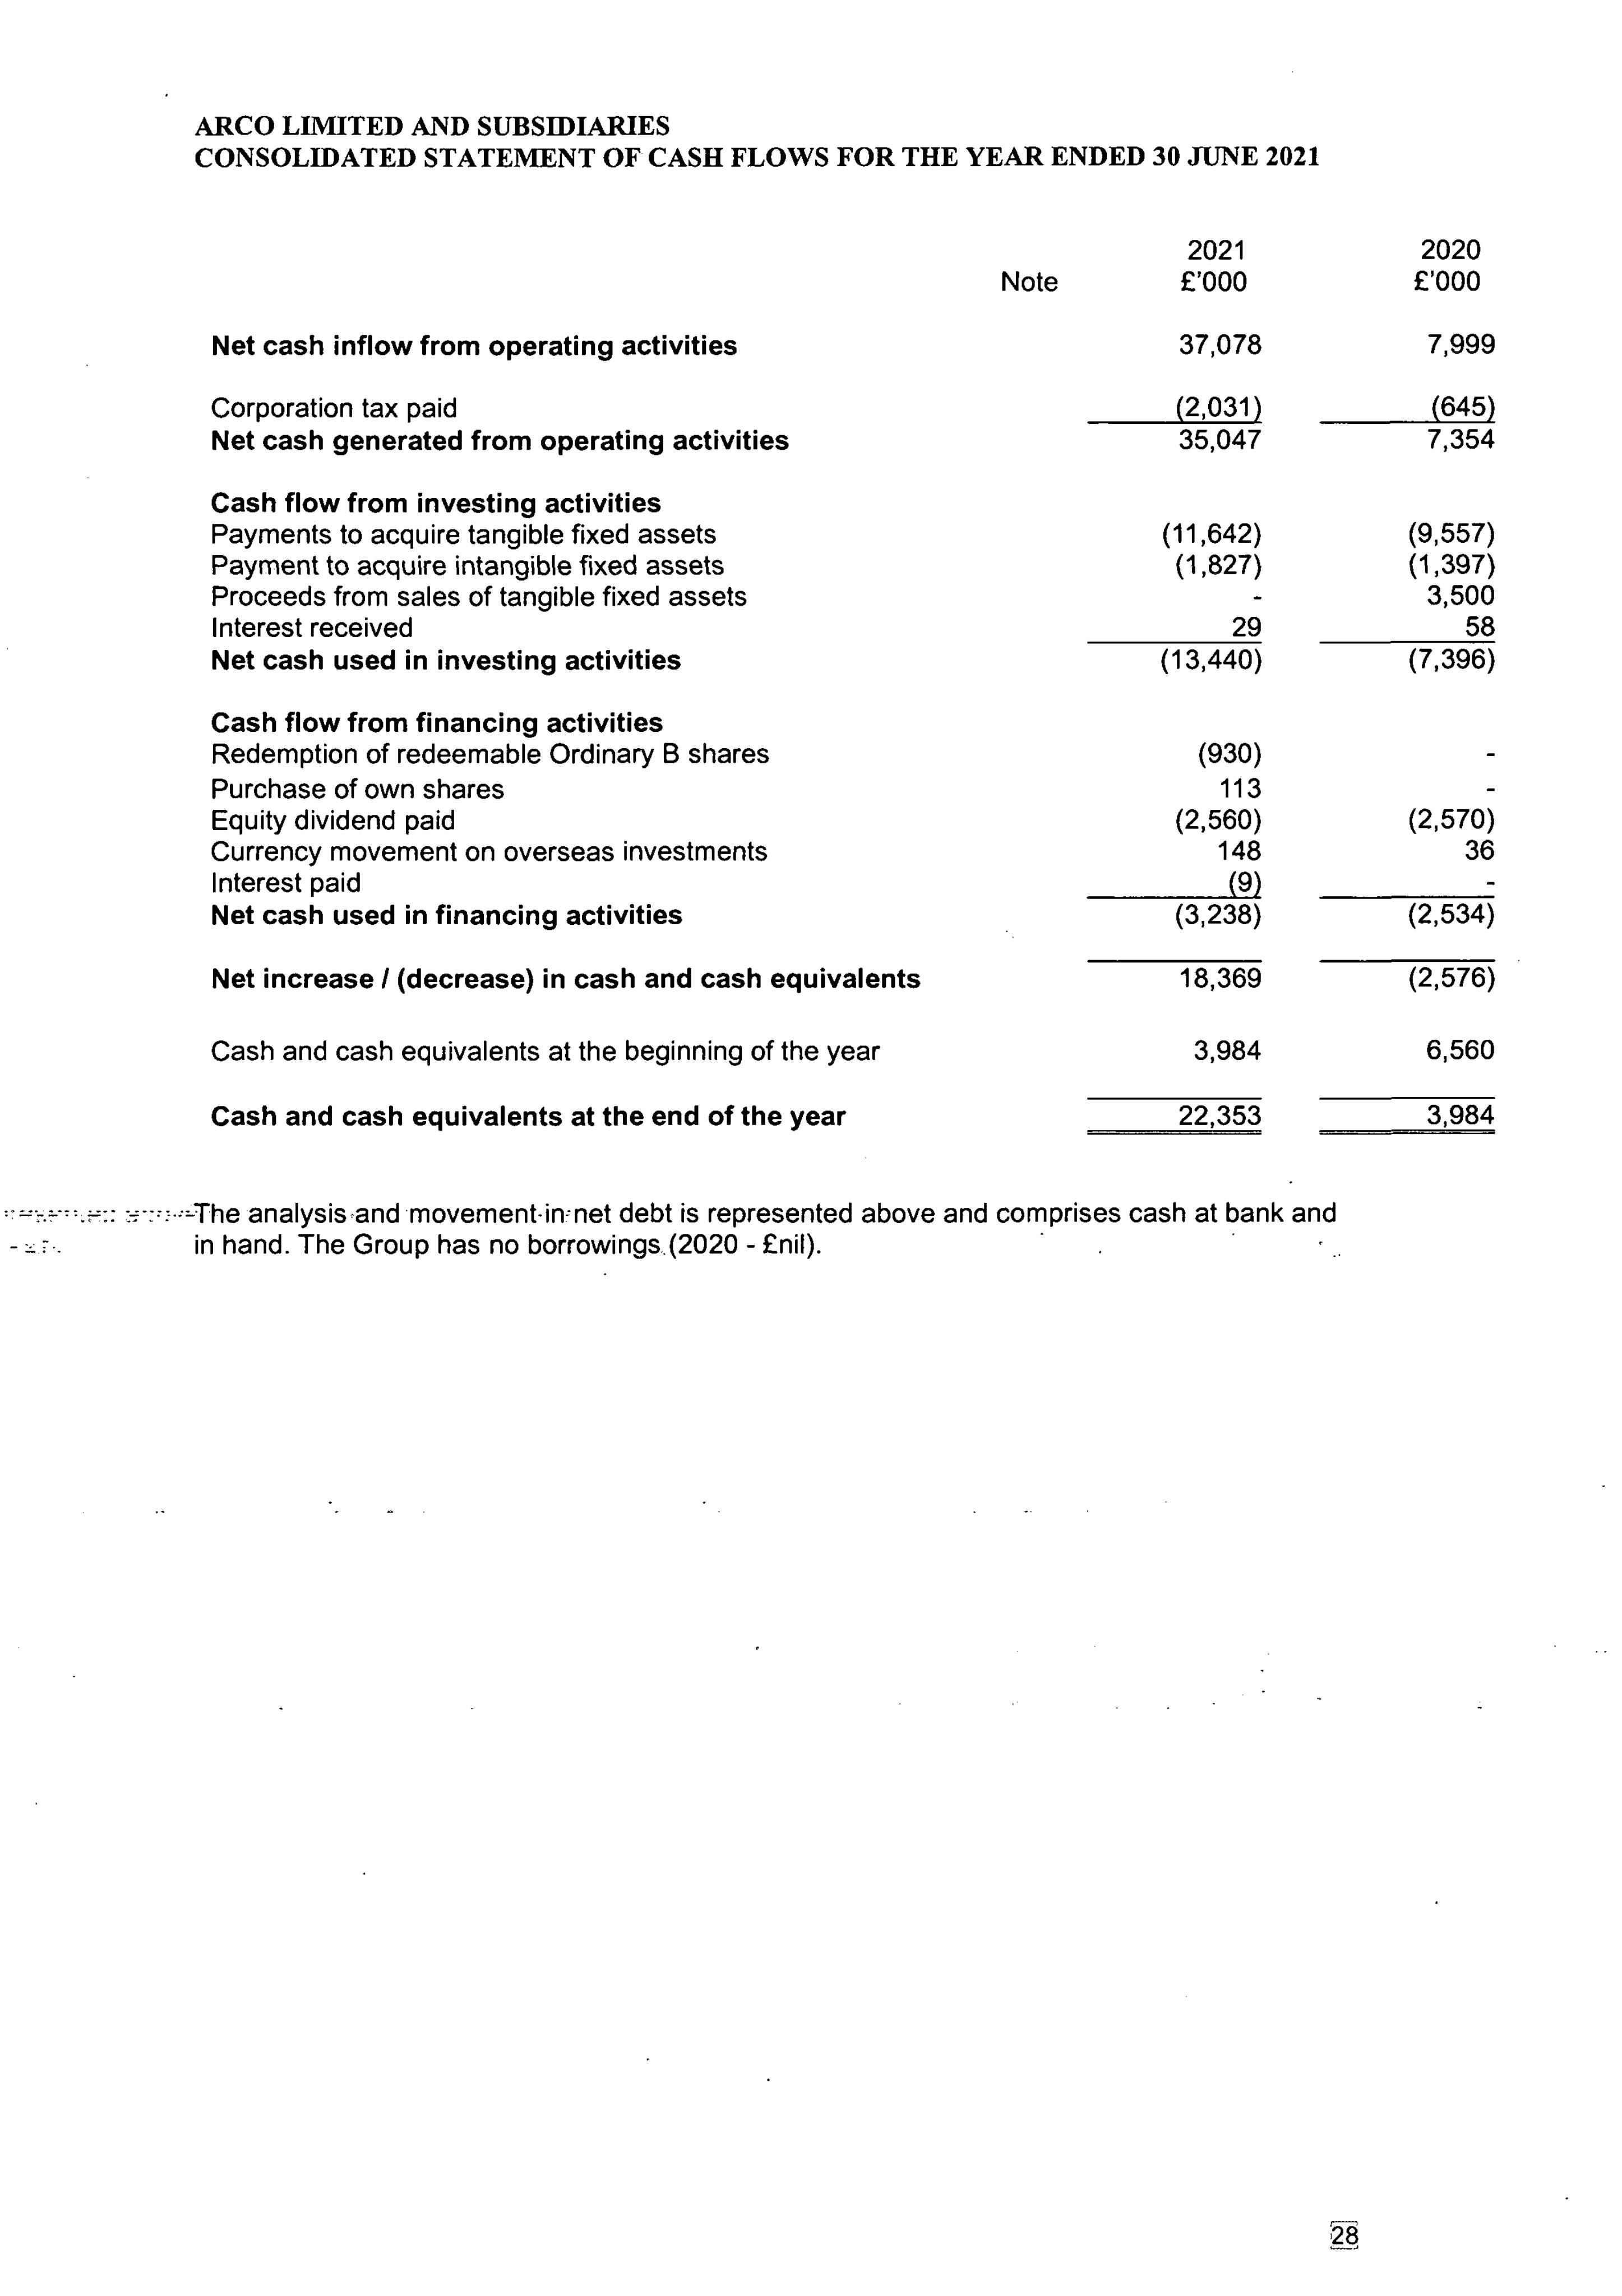 ARCO LIMITED AND SUBSIDIARIES
CONSOLIDATED STATEMENT OF CASH FLOWS FOR THE YEAR ENDED 30 JUNE 2021
2021 2020
Note £'000 £'000
Net cash inflow from operating activities 37,078 7,999
Corporation tax paid (2,031) (645)
Net cash generated from operating activities 35,047 7,354
Cash flow from investing activities
Payments to acquire tangible fixed assets (11,642) (9,557)
Payment to acquire intangible fixed assets (1,827) (1,397)
Proceeds from sales of tangible fixed assets - 3,500
Interest received 29 58
Net cash used in investing activities (13,440) (7,396)
Cash flow from financing activities
Redemption of redeemable Ordinary B shares (930) -
Purchase of own shares 113 -
Equity dividend paid (2,560) (2,570)
Currency movement on overseas investments 148 36
Interest paid (9) -
Net cash used in financing activities (3,238) (2,534)
Net increase / (decrease) in cash and cash equivalents 18,369 (2,576)
Cash and cash equivalents at the beginning of the year 3,984 6,560
Cash and cash equivalents at the end of the year 22,353 3,984
The analysis and movement in net debt is represented above and comprises cash at bank and
in hand. The Group has no borrowings (2020 - £nil).
28